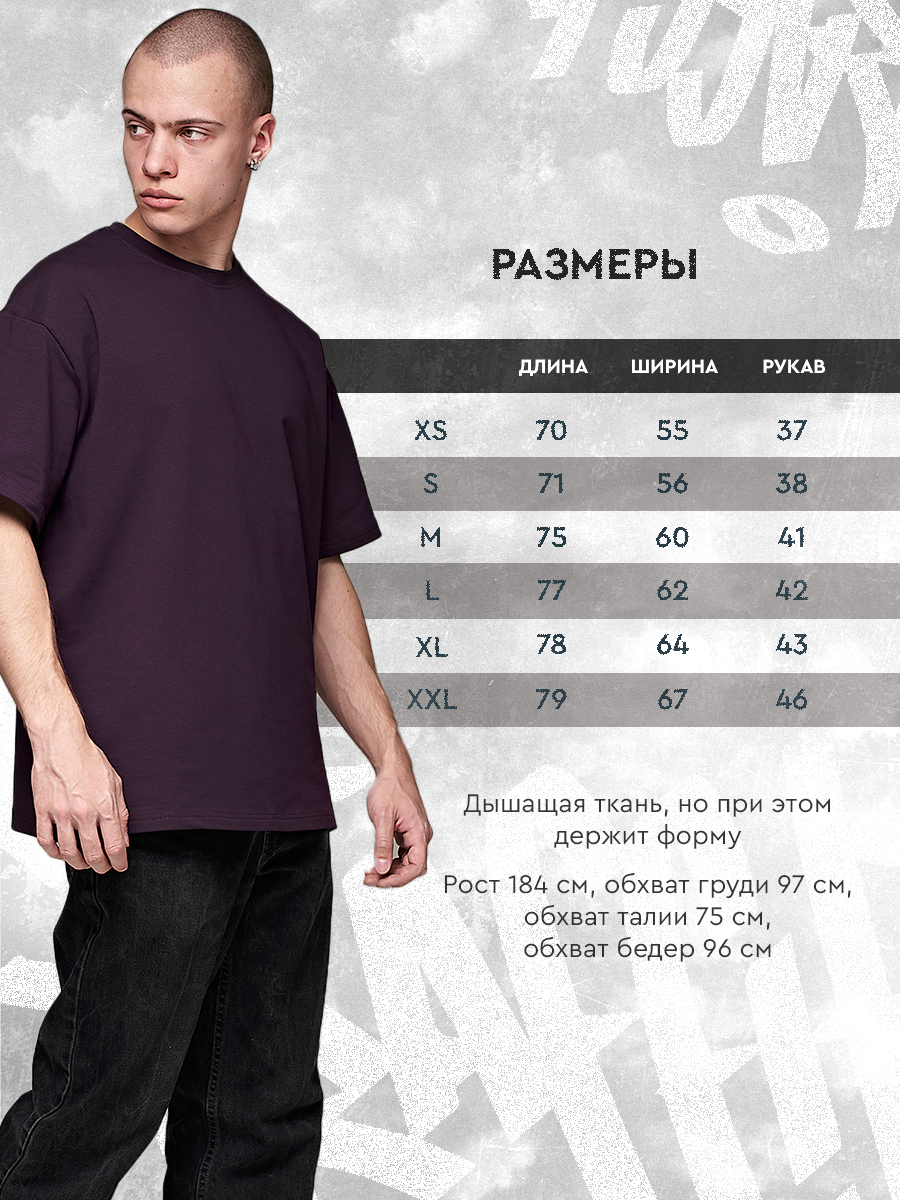 РАЗМЕРЫ
ДЛИНА ШИРИНА РУКАВ
XS 70 55 37
S 71 56 38
M 75 60 41
L 77 62 42
XL 78 64 43
XXL 79 67 46
Дышащая ткань, но при этом
держит форму
Рост 184 см, обхват груди 97 см,
обхват талии 75 см,
обхват бедер 96 см